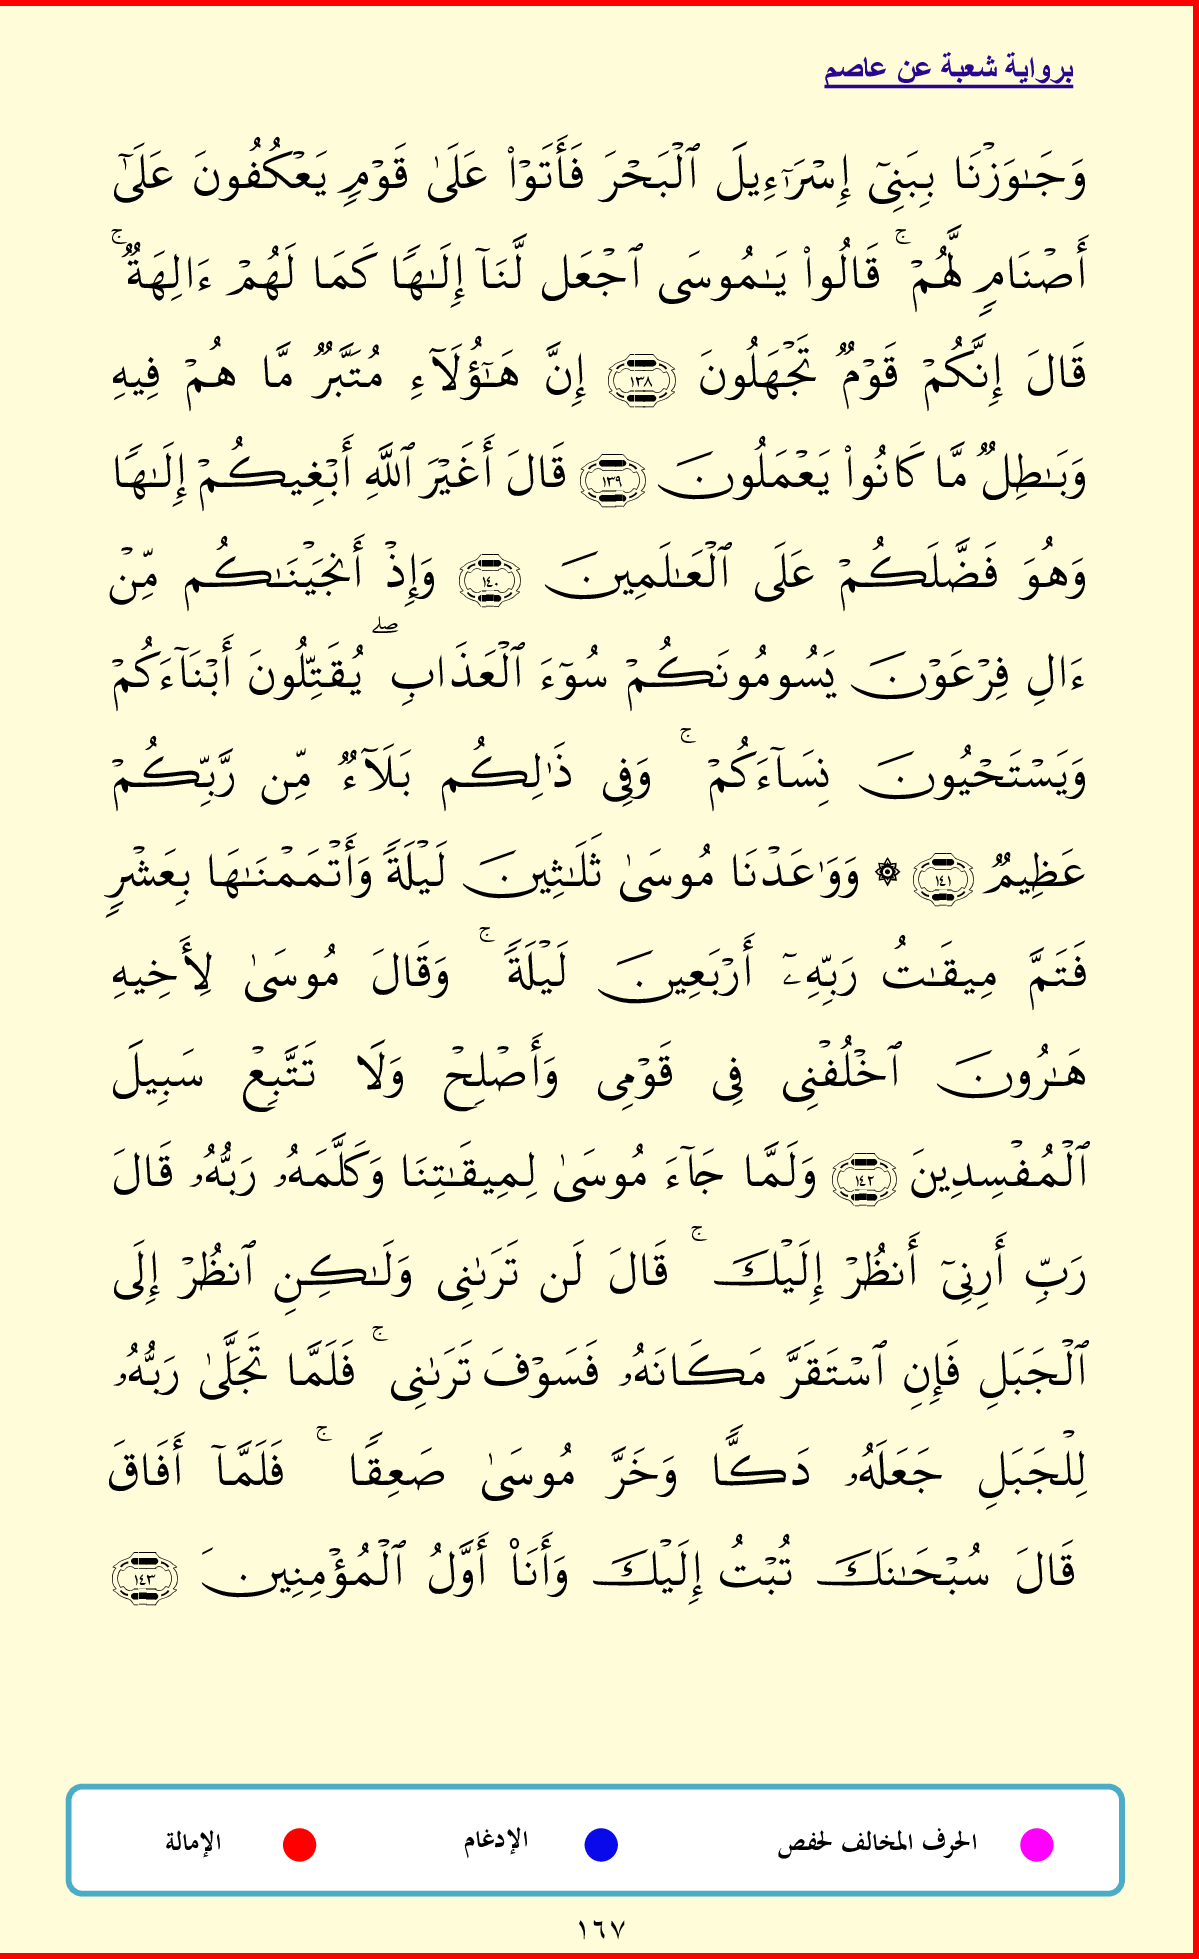 برواية شعبة عن عاصم
وَجَـٰوَزۡنَا بِبَنِىٓ إِسۡرَـٰٓءِيلَ ٱلۡبَحۡرَ فَأَتَوۡا۟ عَلَىٰ قَوۡمٖ يَعۡكُفُونَ عَلَىٰٓ
أَصۡنَامٖ لَّهُمۡۚ قَالُوا۟ يَـٰمُوسَى ٱجۡعَل لَّنَآ إِلَـٰهٗا كَمَا لَهُمۡ ءَالِهَةٞۚ
قَالَ إِنَّكُمۡ قَوۡمٞ تَجۡهَلُونَ ١٣٨ إِنَّ هَـٰٓؤُلَآءِ مُتَبَّرٞ مَّا هُمۡ فِيهِ
وَبَـٰطِلٞ مَّا كَانُوا۟ يَعۡمَلُونَ ١٣٩ قَالَ أَغَيۡرَ ٱللَّهِ أَبۡغِيكُمۡ إِلَـٰهٗا
وَهُوَ فَضَّلَكُمۡ عَلَى ٱلۡعَـٰلَمِينَ ١٤٠ وَإِذۡ أَنجَيۡنَـٰكُم مِّنۡ
ءَالِ فِرۡعَوۡنَ يَسُومُونَكُمۡ سُوٓءَ ٱلۡعَذَابِۖ يُقَتِّلُونَ أَبۡنَآءَكُمۡ
وَيَسۡتَحۡيُونَ نِسَآءَكُمۡۚ وَفِى ذَٰلِكُم بَلَآءٞ مِّن رَّبِّكُمۡ
عَظِيمٞ ١٤١ ۞ وَوَٰعَدۡنَا مُوسَىٰ ثَلَـٰثِينَ لَيۡلَةٗ وَأَتۡمَمۡنَـٰهَا بِعَشۡرٖ
فَتَمَّ مِيقَـٰتُ رَبِّهِۦٓ أَرۡبَعِينَ لَيۡلَةٗۚ وَقَالَ مُوسَىٰ لِأَخِيهِ
هَـٰرُونَ ٱخۡلُفۡنِى فِى قَوۡمِى وَأَصۡلِحۡ وَلَا تَتَّبِعۡ سَبِيلَ
ٱلۡمُفۡسِدِينَ ١٤٢ وَلَمَّا جَآءَ مُوسَىٰ لِمِيقَـٰتِنَا وَكَلَّمَهُۥ رَبُّهُۥ قَالَ
رَبِّ أَرِنِىٓ أَنظُرۡ إِلَيۡكَۚ قَالَ لَن تَرَىٰنِى وَلَـٰكِنِ ٱنظُرۡ إِلَى
ٱلۡجَبَلِ فَإِنِ ٱسۡتَقَرَّ مَكَانَهُۥ فَسَوۡفَ تَرَىٰنِىۚ فَلَمَّا تَجَلَّىٰ رَبُّهُۥ
لِلۡجَبَلِ جَعَلَهُۥ دَكّٗا وَخَرَّ مُوسَىٰ صَعِقٗاۚ فَلَمَّآ أَفَاقَ
قَالَ سُبۡحَـٰنَكَ تُبۡتُ إِلَيۡكَ وَأَنَا۠ أَوَّلُ ٱلۡمُؤۡمِنِينَ ١٤٣
الحرف المخالف لحفص الإدغام الإمالة
١٦٧